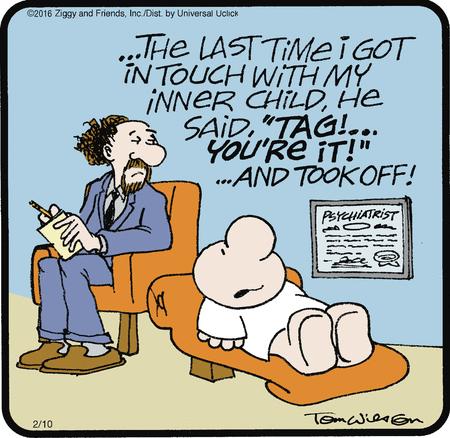 ©2016 Ziggy and Friends, Inc./Dist. by Universal Uclick
...THE LAST TIME i GOT
iN TOUCH WiTH MY
iNNER CHiLD, HE
SAiD, "TAG!...
YOU'RE iT!"
...AND TOOK OFF!
PSYCHiATRiST
2/10
Tom Wilson